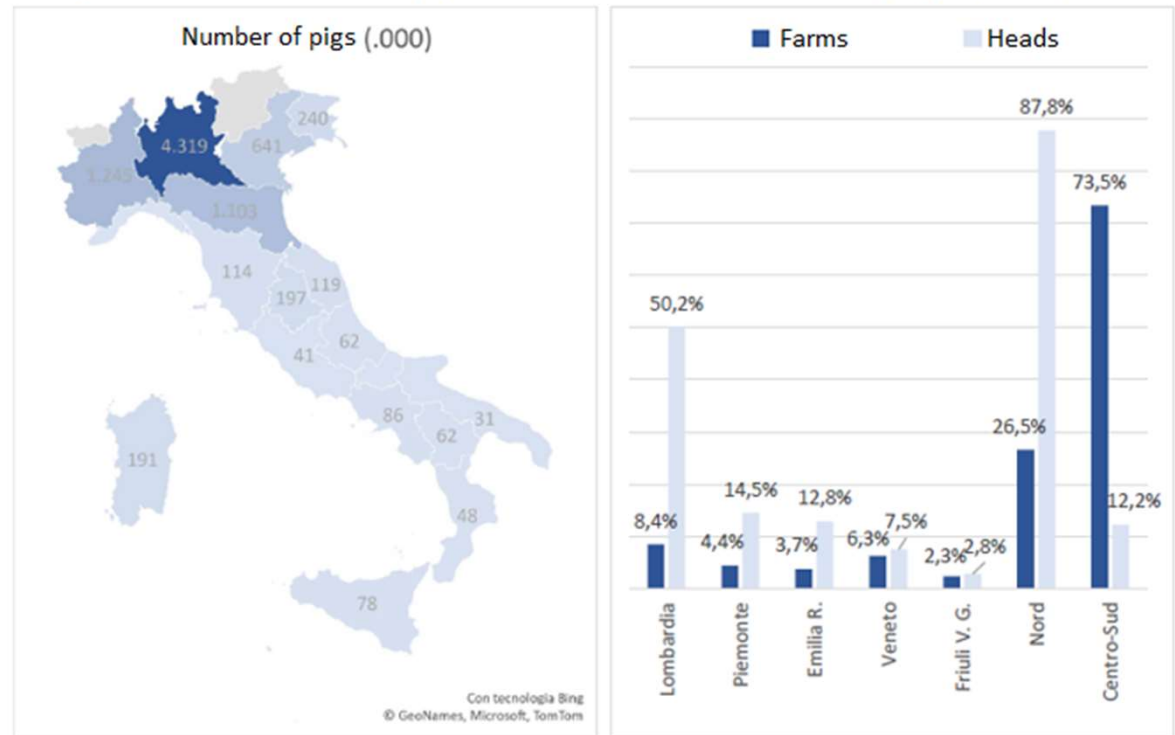 Number of pigs (.000)
240
4.319
641
1.249
1.103
114
119
197
62
41
86
31
62
191
48
78
Con tecnologia Bing
© GeoNames, Microsoft, TomTom
Farms Heads
87,8%
73,5%
50,2%
26,5%
14,5%
12,8%
12,2%
8,4%
7,5%
4,4%
3,7%
6,3%
2,3%
2,8%
Lombardia
Piemonte
Emilia R.
Veneto
Friuli V. G.
Nord
Centro-Sud